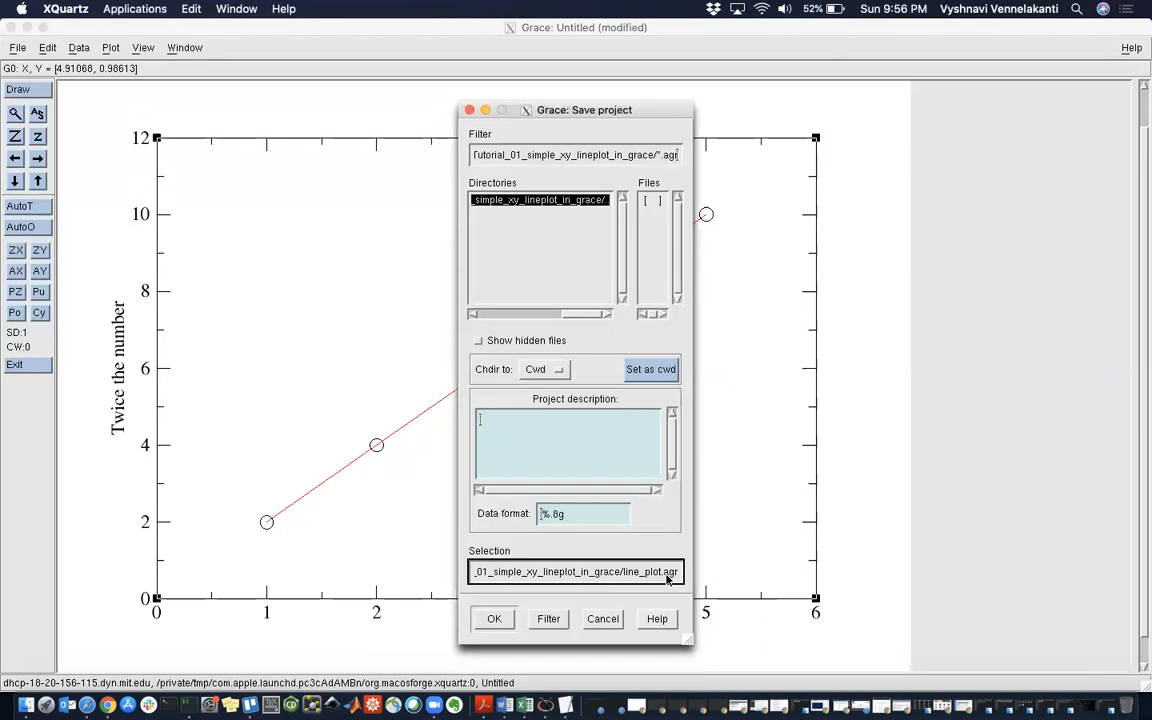 XQuartz Applications Edit Window Help 52% Sun 9:56 PM Vyshnavi Vennelakanti
Grace: Untitled (modified)
File Edit Data Plot View Window Help
G0: X, Y = [4.91068, 0.98613]
Draw
Z z
AutoT
AutoO
ZX ZY
AX AY
PZ Pu
Po Cy
SD:1
CW:0
Exit
12
10
8
6
4
2
0
Twice the number
0 1 2 5 6
Grace: Save project
Filter
Tutorial_01_simple_xy_lineplot_in_grace/*.agr
Directories Files
_simple_xy_lineplot_in_grace/. [ ]
Show hidden files
Chdir to: Cwd Set as cwd
Project description:
Data format: %.8g
Selection
_01_simple_xy_lineplot_in_grace/line_plot.agr
OK Filter Cancel Help
dhcp-18-20-156-115.dyn.mit.edu, /private/tmp/com.apple.launchd.pc3cAdAMBn/org.macosforge.xquartz:0, Untitled